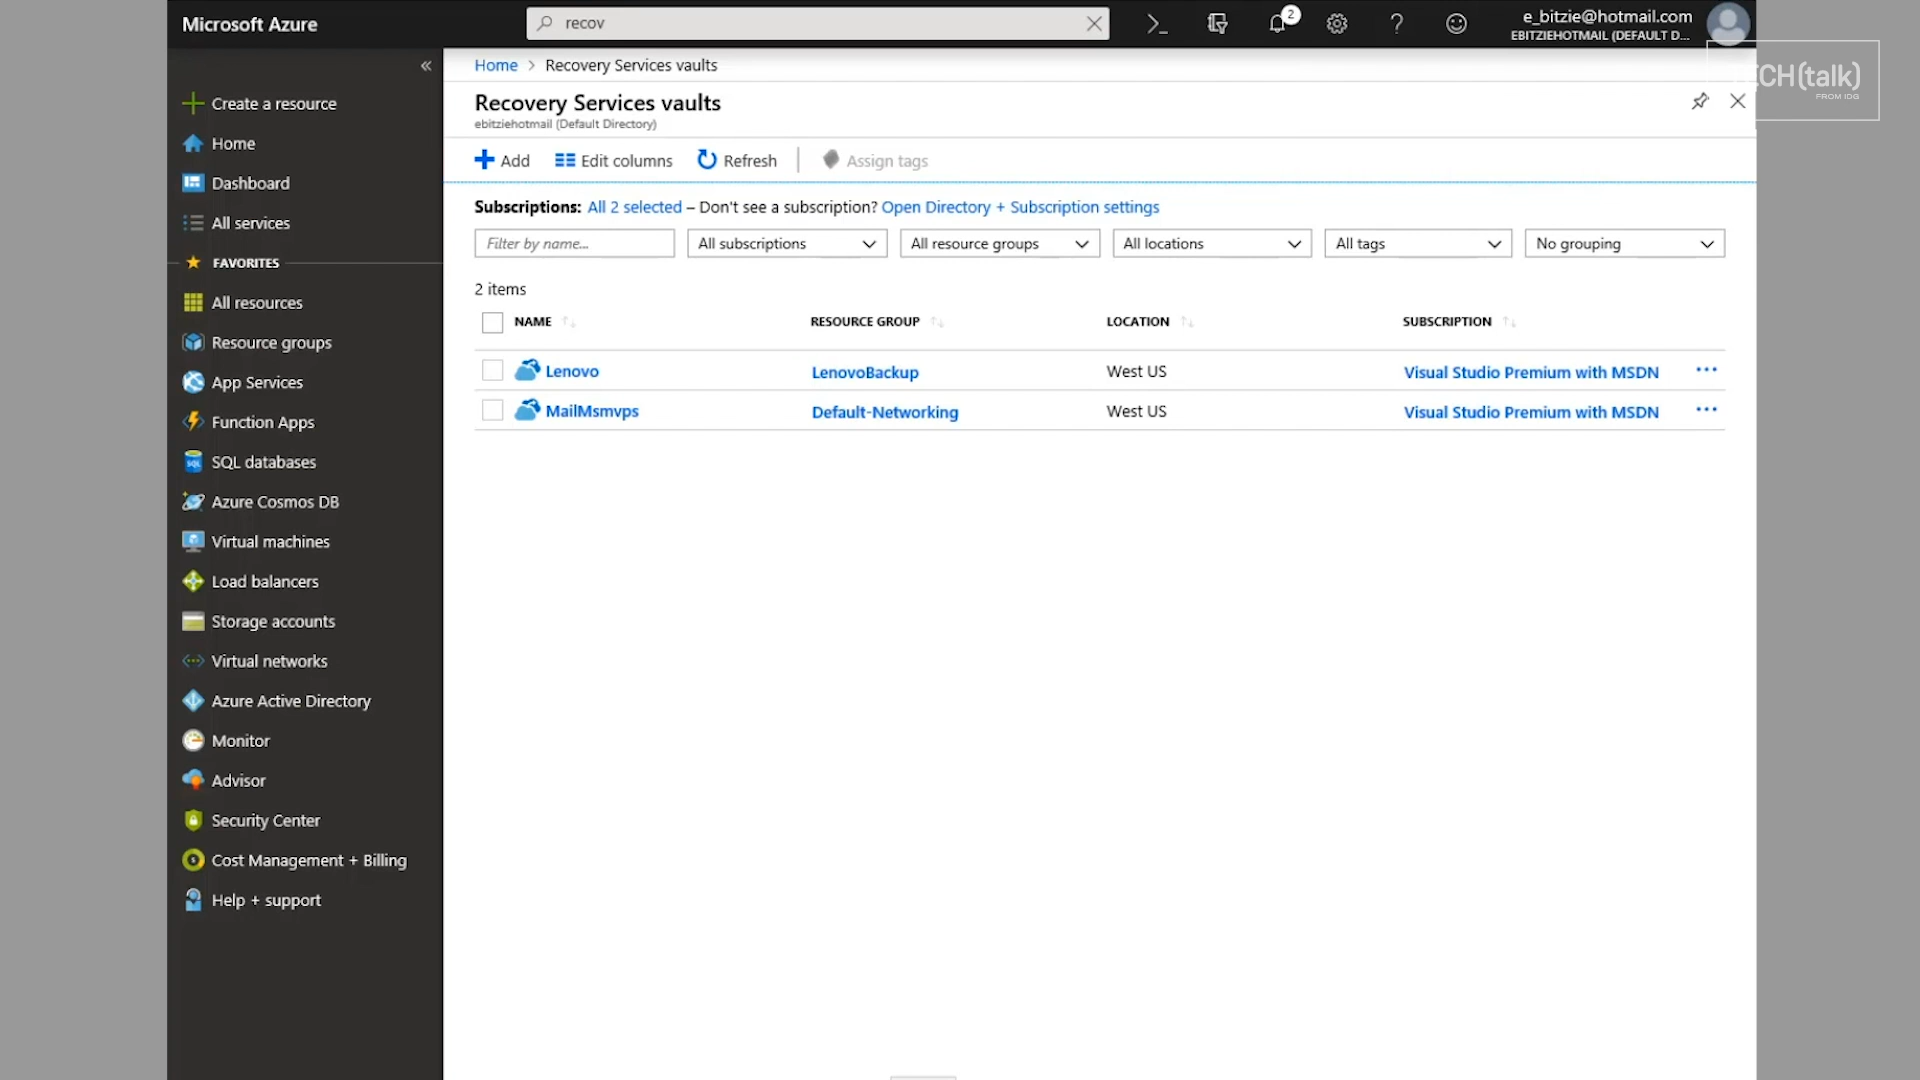 Microsoft Azure
recov
2
e_bitzie@hotmail.com
EBITZIEHOTMAIL (DEFAULT D...
ECH(talk)
FROM IDG
«
Home > Recovery Services vaults
Recovery Services vaults
ebitziehotmail (Default Directory)
Create a resource
Home
Dashboard
All services
FAVORITES
All resources
Resource groups
App Services
Function Apps
SQL databases
Azure Cosmos DB
Virtual machines
Load balancers
Storage accounts
Virtual networks
Azure Active Directory
Monitor
Advisor
Security Center
Cost Management + Billing
Help + support
Add Edit columns Refresh Assign tags
Subscriptions: All 2 selected – Don't see a subscription? Open Directory + Subscription settings
Filter by name... All subscriptions All resource groups All locations All tags No grouping
2 items
NAME RESOURCE GROUP LOCATION SUBSCRIPTION
Lenovo LenovoBackup West US Visual Studio Premium with MSDN ...
MailMsmvps Default-Networking West US Visual Studio Premium with MSDN ...